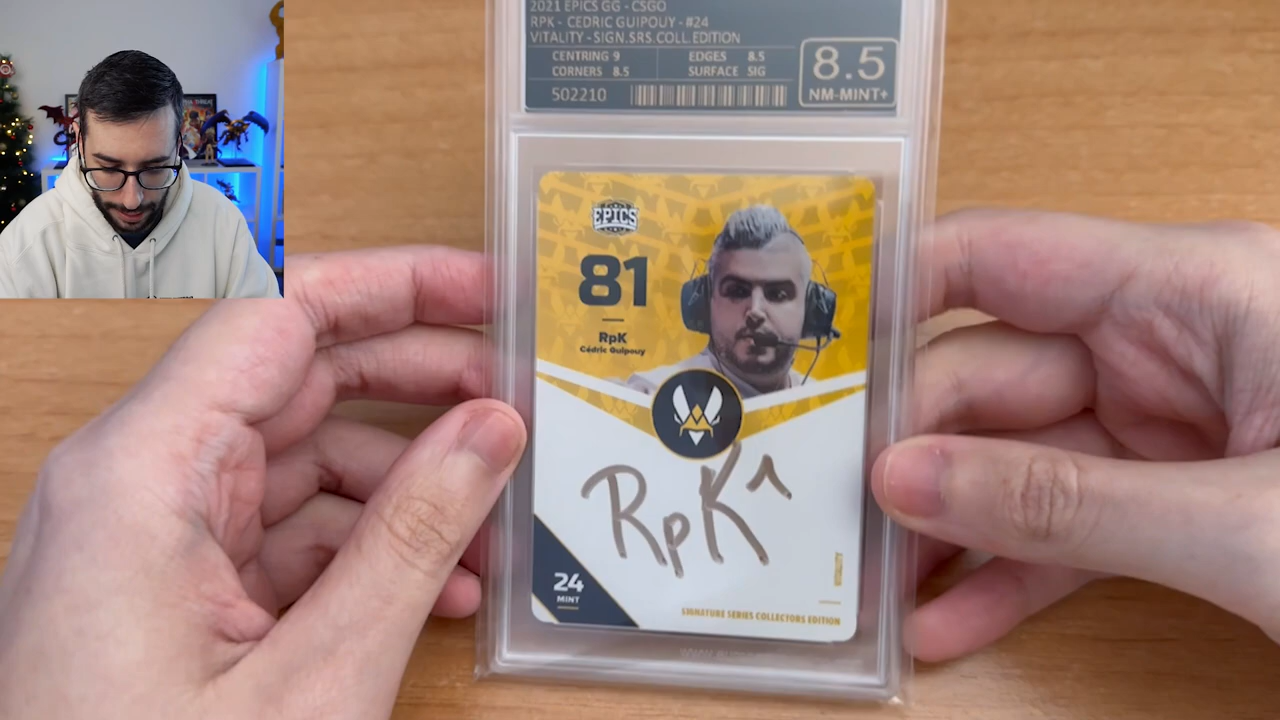 2021 EPICS GG - CSGO
RPK - CEDRIC GUIPOUY - #24
VITALITY - SIGN.SRS.COLL.EDITION
CENTRING 9 EDGES 8.5
CORNERS 8.5 SURFACE SIG
502210
8.5
NM-MINT+
EPICS
81
RpK
Cédric Guipouy
RpK
24
MINT
SIGNATURE SERIES COLLECTORS EDITION